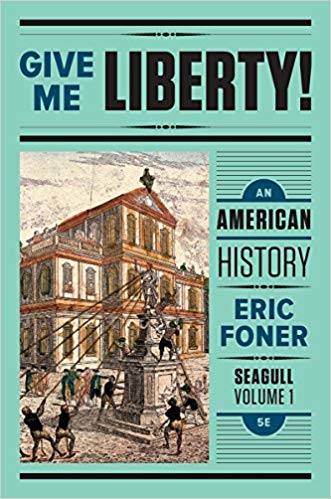 GIVE
ME
LIBERTY!
AN
AMERICAN
HISTORY
ERIC
FONER
SEAGULL
VOLUME 1
5E